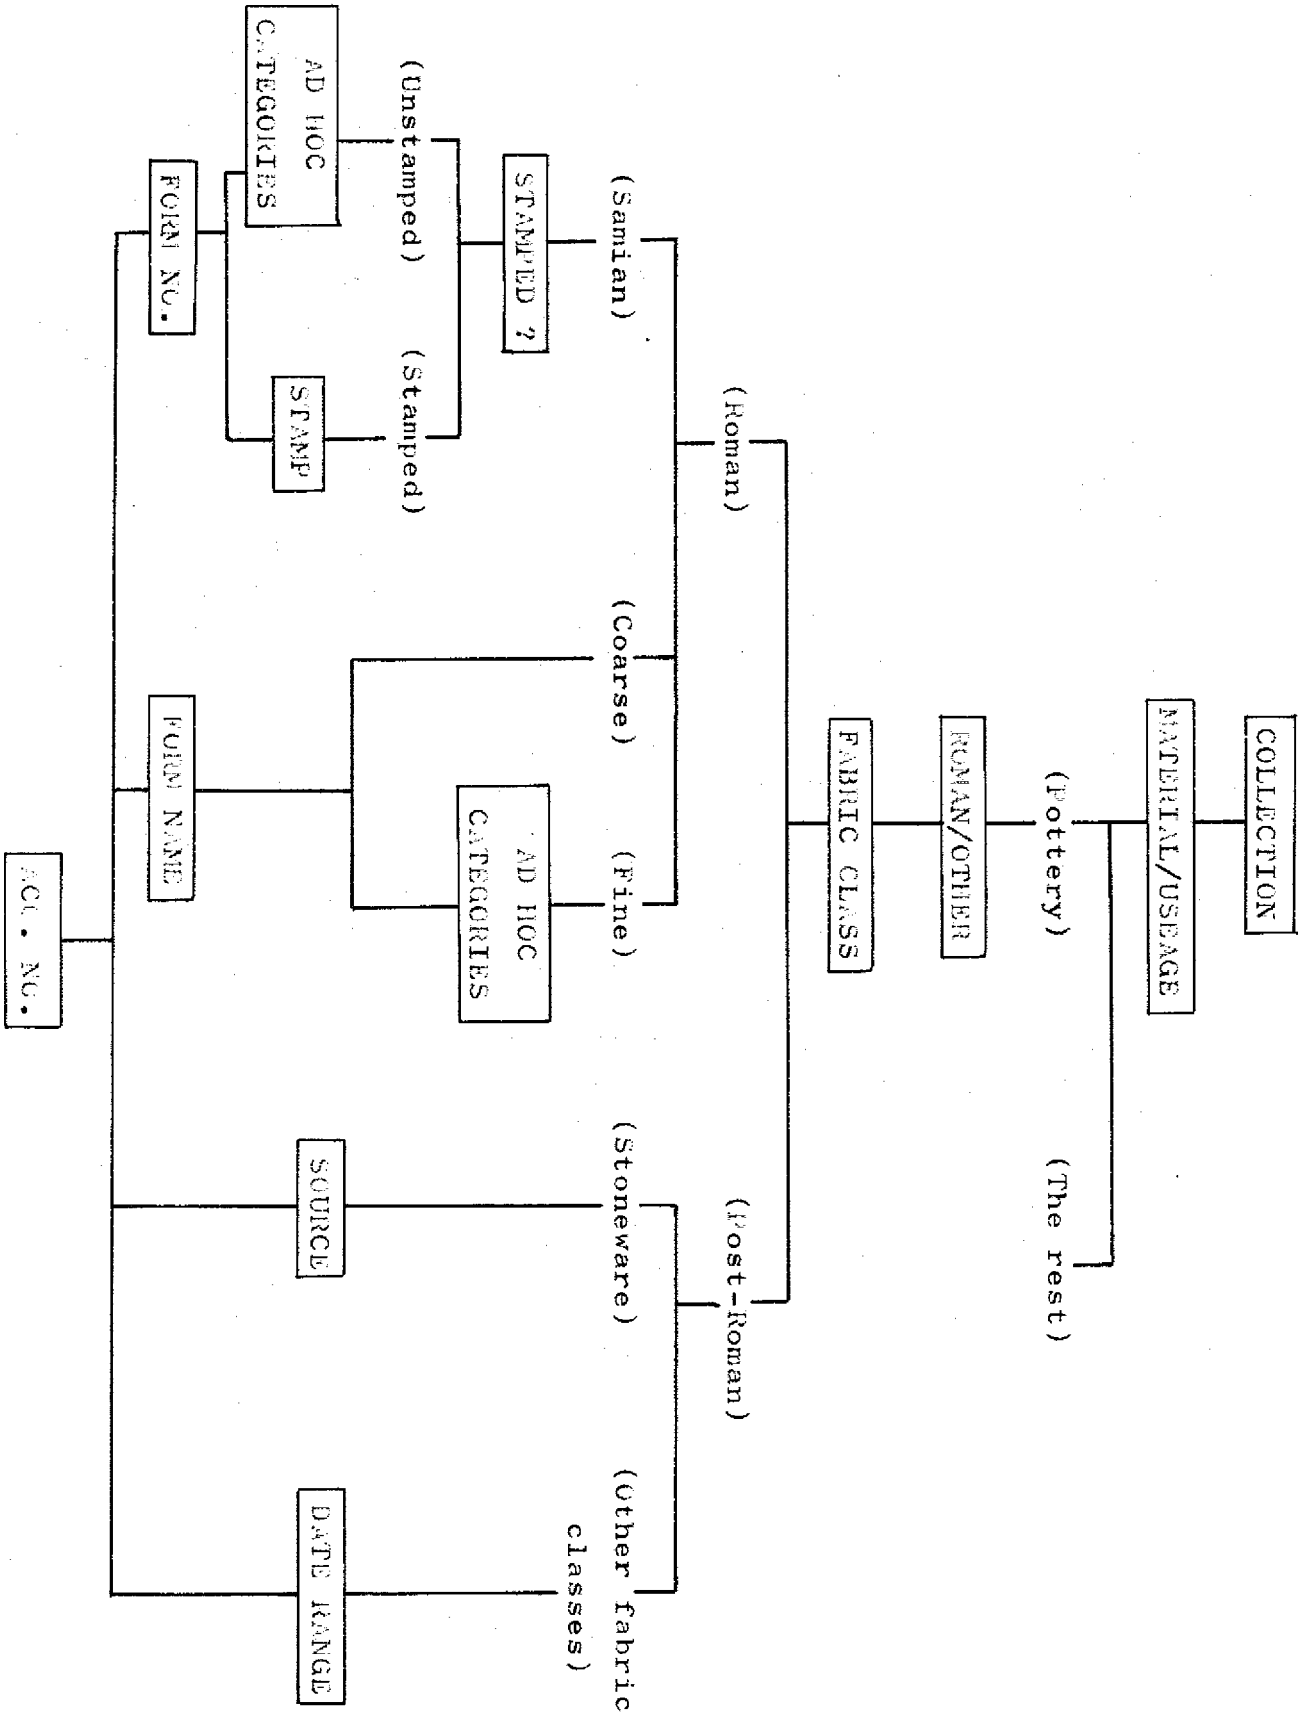 COLLECTION
MATERIAL/USEAGE
(Pottery)
(The rest)
ROMAN/OTHER
FABRIC CLASS
(Roman)
(Post-Roman)
(Samian)
(Coarse)
(Fine)
(Stoneware)
(Other fabric
classes)
STAMPED ?
AD HOC
CATEGORIES
(Unstamped)
(Stamped)
AD HOC
CATEGORIES
STAMP
SOURCE
DATE RANGE
FORM NO.
FORM NAME
ACC. NO.